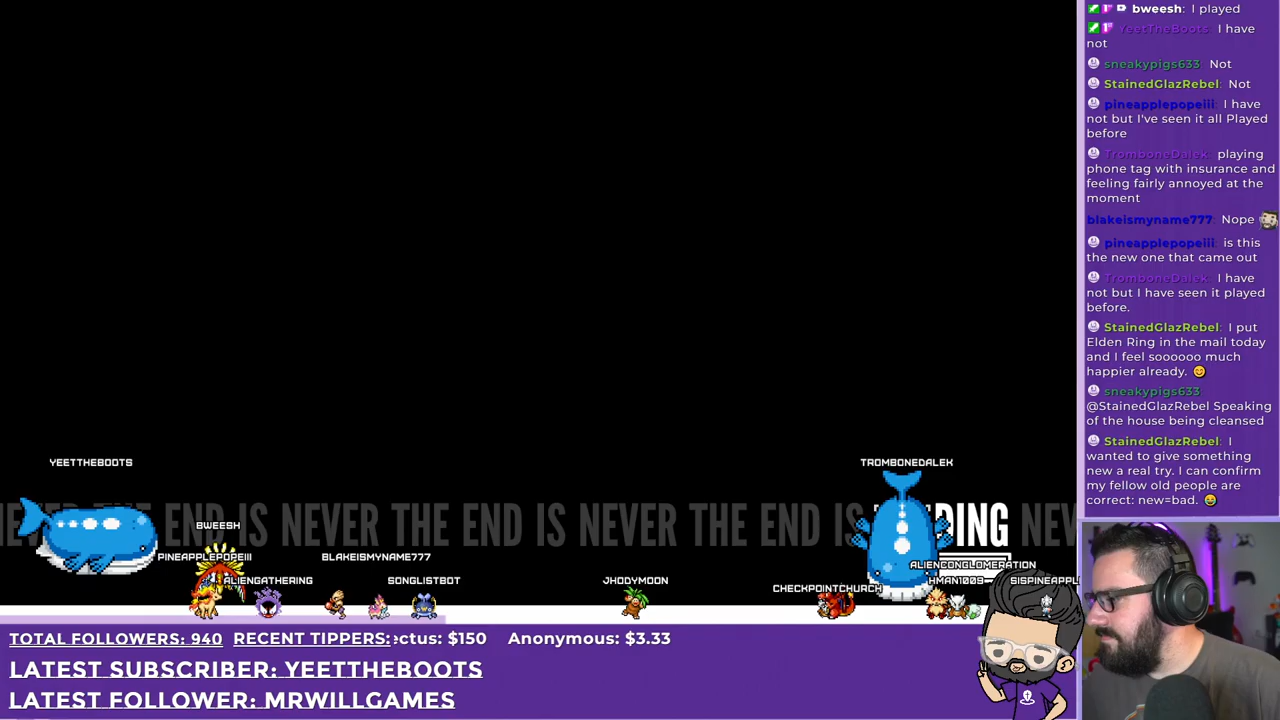 bweesh: I played
YeetTheBoots: I have
not
sneakypigs633 Not
StainedGlazRebel: Not
pineapplepopeiii: I have
not but I've seen it all Played
before
TromboneDalek: playing
phone tag with insurance and
feeling fairly annoyed at the
moment
blakeismyname777: Nope
pineapplepopeiii: is this
the new one that came out
TromboneDalek: I have
not but I have seen it played
before.
StainedGlazRebel: I put
Elden Ring in the mail today
and I feel soooooo much
happier already. 😊
sneakypigs633
@StainedGlazRebel Speaking
of the house being cleansed
StainedGlazRebel: I
wanted to give something
new a real try. I can confirm
my fellow old people are
correct: new=bad. 😂
YEETTHEBOOTS
TROMBONEDALEK
NEVER THE END IS NEVER THE END IS NEVER THE END IS DING NEV
BWEESH
PINEAPPLEPOPEIII
BLAKEISMYNAME777
ALIENCONGLOMERATION
ALIENGATHERING
SONGLISTBOT
JHODYMOON
CHECKPOINTCHURCH
HMAN1009
SISPINEAPPL
TOTAL FOLLOWERS: 940 RECENT TIPPERS: ectus: $150 Anonymous: $3.33
LATEST SUBSCRIBER: YEETTHEBOOTS
LATEST FOLLOWER: MRWILLGAMES